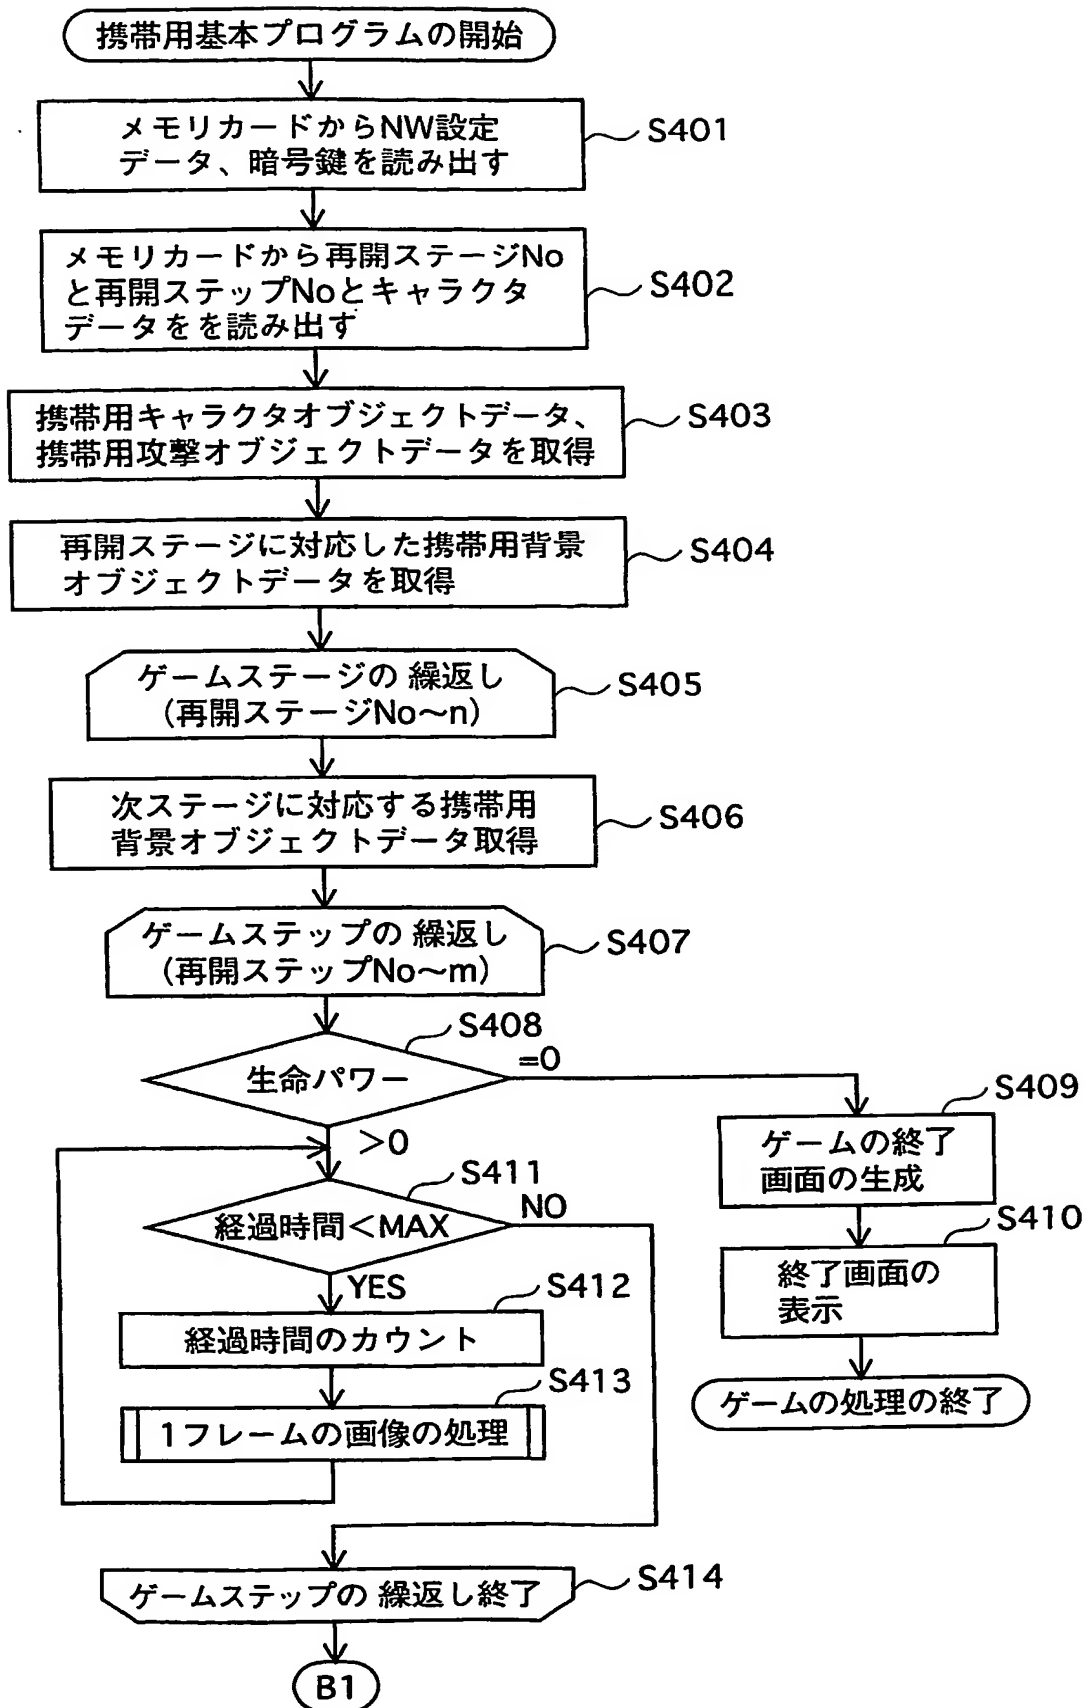 携帯用基本プログラムの開始
メモリカードからNW設定
データ、暗号鍵を読み出す
S401
メモリカードから再開ステージNo
と再開ステップNoとキャラクタ
データをを読み出す
S402
携帯用キャラクタオブジェクトデータ、
携帯用攻撃オブジェクトデータを取得
S403
再開ステージに対応した携帯用背景
オブジェクトデータを取得
S404
ゲームステージの 繰返し
(再開ステージNo〜n)
S405
次ステージに対応する携帯用
背景オブジェクトデータ取得
S406
ゲームステップの 繰返し
(再開ステップNo〜m)
S407
S408
生命パワー
=0
>0
S409
ゲームの終了
画面の生成
S410
終了画面の
表示
ゲームの処理の終了
S411
経過時間<MAX
NO
YES
S412
経過時間のカウント
S413
1フレームの画像の処理
ゲームステップの 繰返し終了
S414
B1